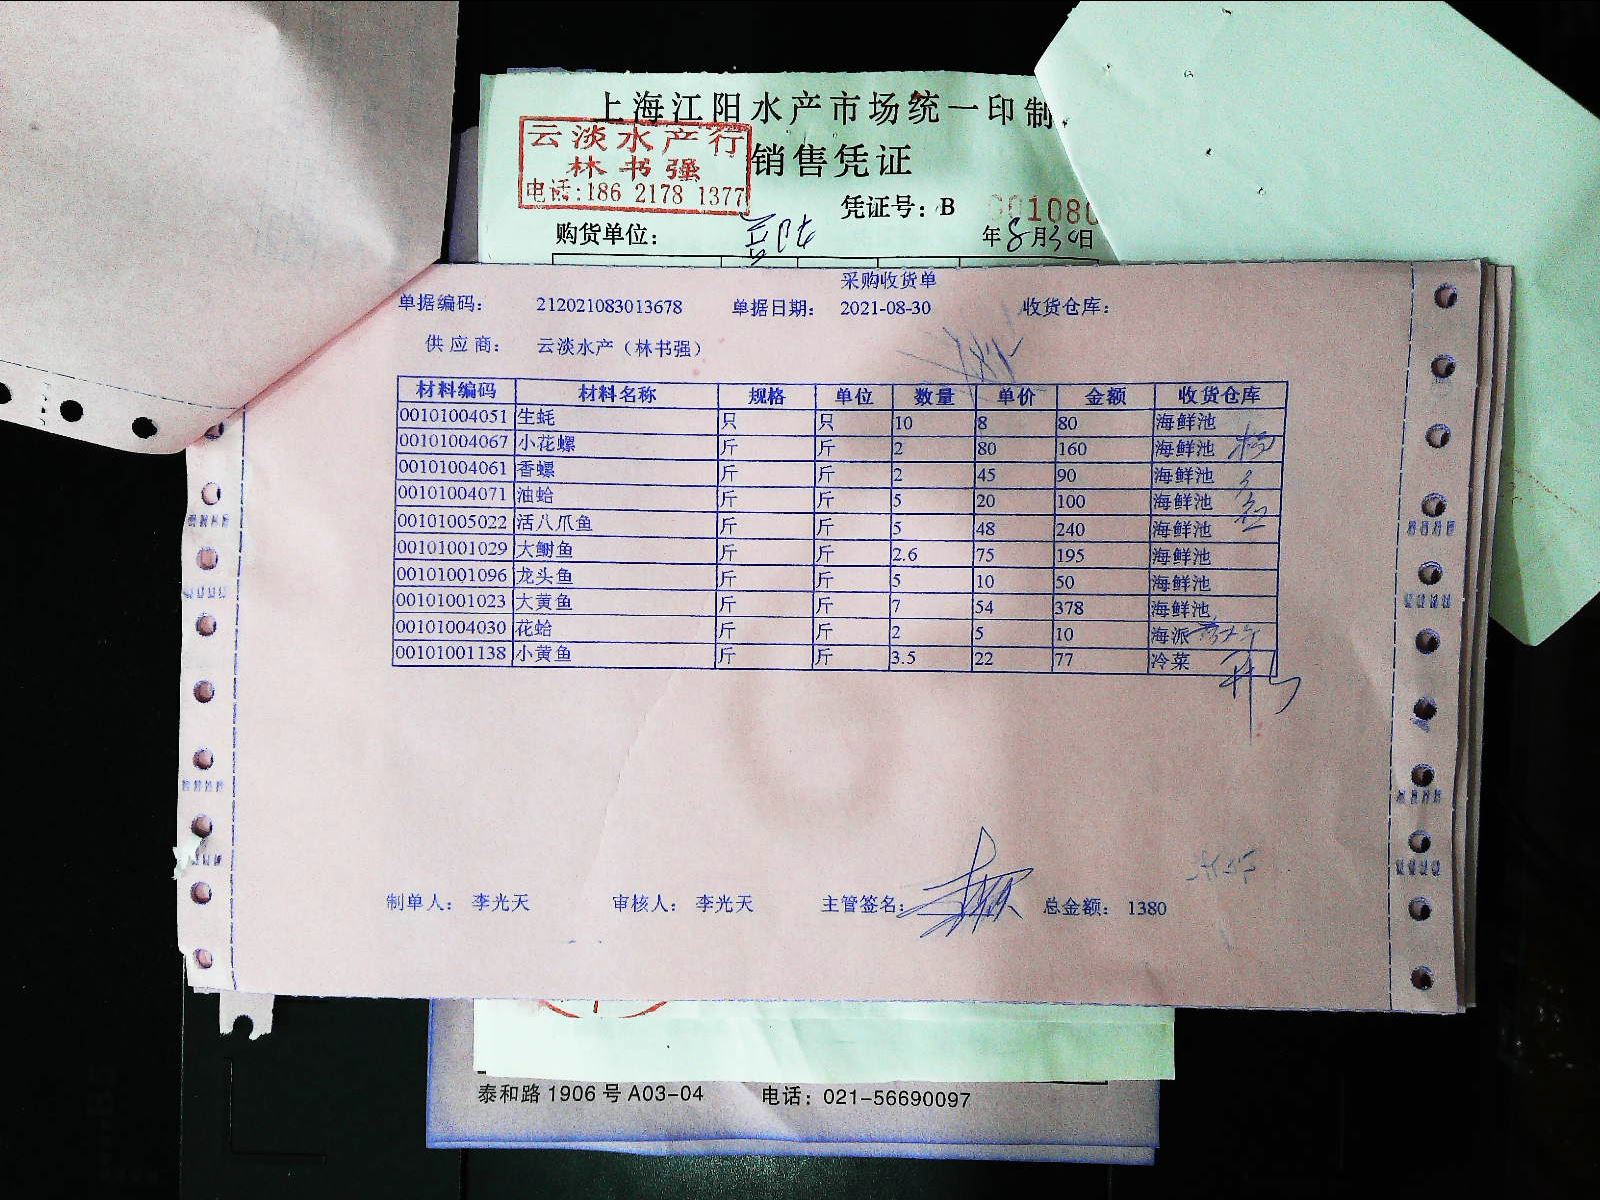 上海江阳水产市场统一印制
云淡水产行
林书强
电话:186 2178 1377
销售凭证
凭证号:B 001080
购货单位:
年8月30日
采购收货单
单据编码: 212021083013678 单据日期: 2021-08-30 收货仓库:
供应商: 云淡水产（林书强）
材料编码 材料名称 规格 单位 数量 单价 金额 收货仓库
00101004051 生蚝 只 只 10 8 80 海鲜池
00101004067 小花螺 斤 斤 2 80 160 海鲜池
00101004061 香螺 斤 斤 2 45 90 海鲜池
00101004071 油蛤 斤 斤 5 20 100 海鲜池
00101005022 活八爪鱼 斤 斤 5 48 240 海鲜池
00101001029 大鲥鱼 斤 斤 2.6 75 195 海鲜池
00101001096 龙头鱼 斤 斤 5 10 50 海鲜池
00101001023 大黄鱼 斤 斤 7 54 378 海鲜池
00101004030 花蛤 斤 斤 2 5 10 海派
00101001138 小黄鱼 斤 斤 3.5 22 77 冷菜
制单人: 李光天 审核人: 李光天 主管签名: 总金额: 1380
泰和路1906号A03-04 电话: 021-56690097